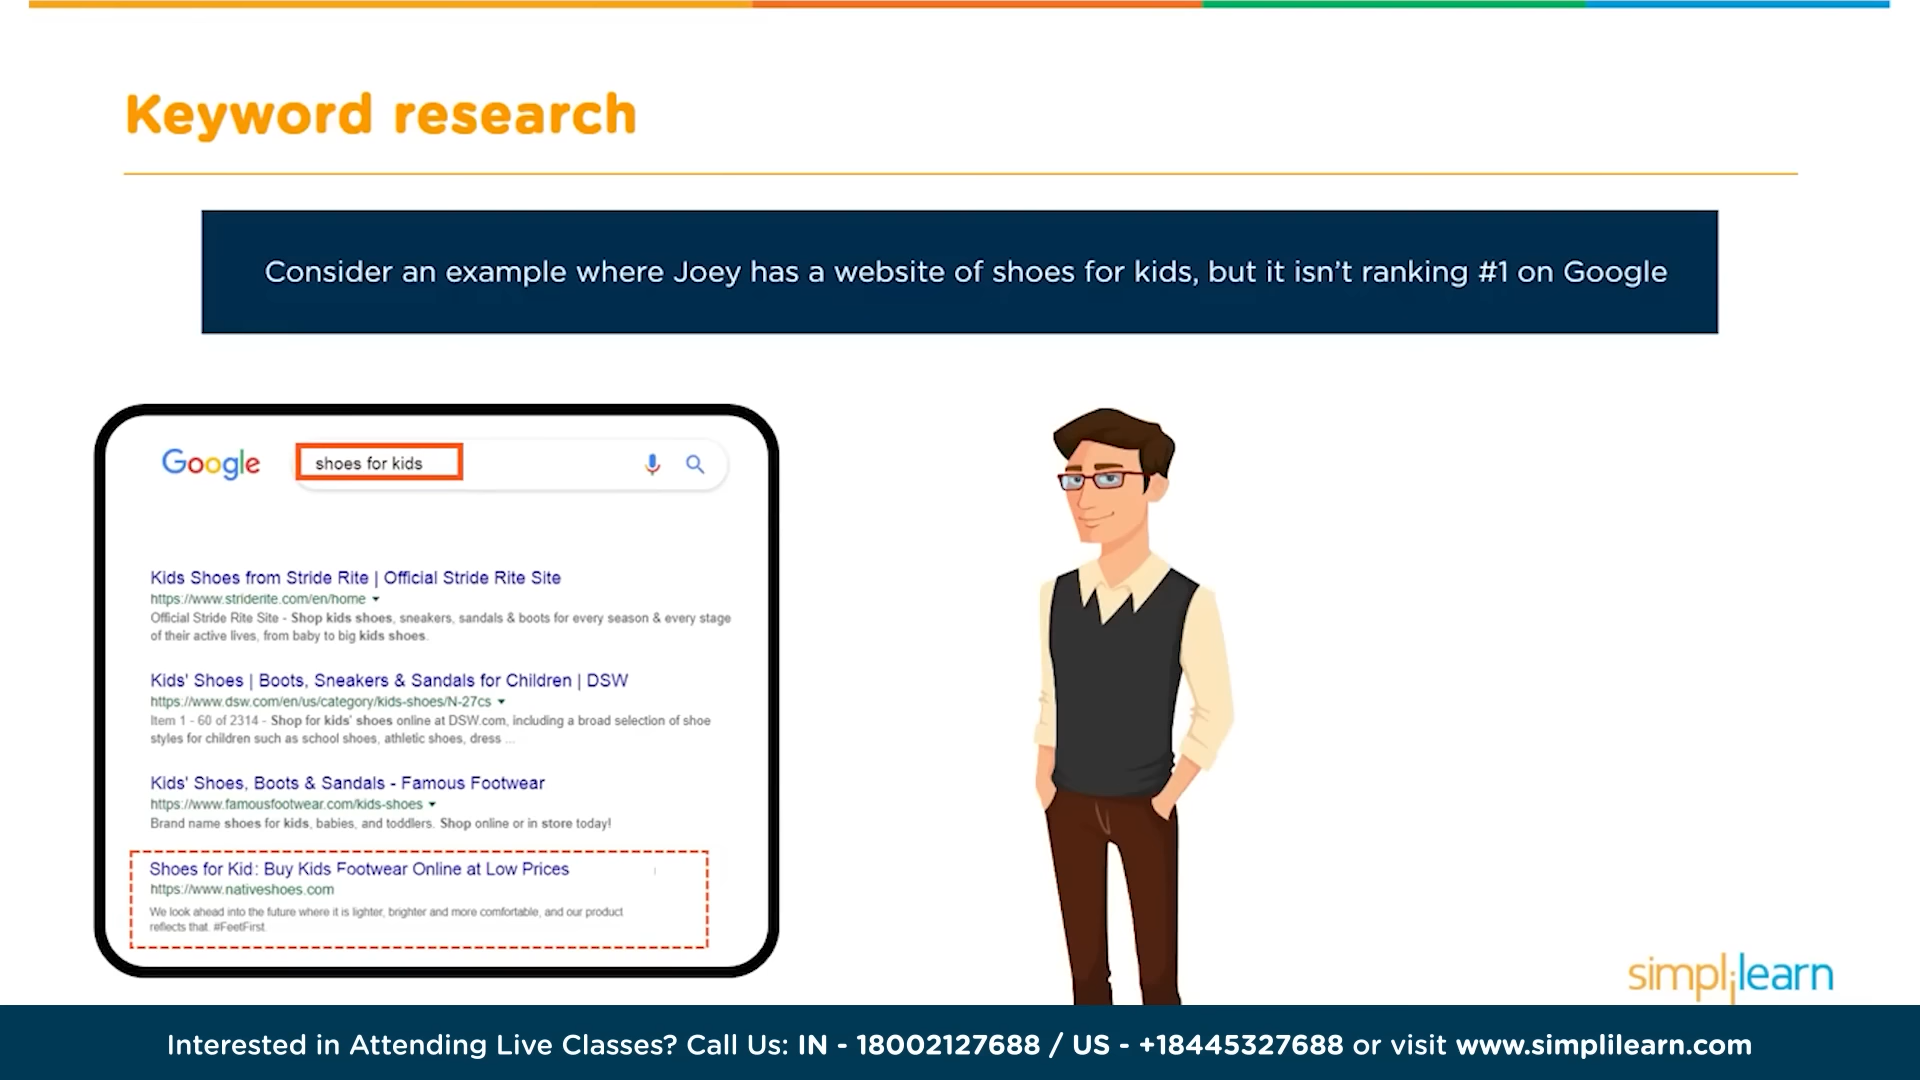 Keyword research
Consider an example where Joey has a website of shoes for kids, but it isn't ranking #1 on Google
Google
shoes for kids
Kids Shoes from Stride Rite | Official Stride Rite Site
https://www.striderite.com/en/home
Official Stride Rite Site - Shop kids shoes, sneakers, sandals & boots for every season & every stage
of their active lives, from baby to big kids shoes.
Kids' Shoes | Boots, Sneakers & Sandals for Children | DSW
https://www.dsw.com/en/us/category/kids-shoes/N-27cs
Item 1 - 60 of 2314 - Shop for kids' shoes online at DSW.com, including a broad selection of shoe
styles for children such as school shoes, athletic shoes, dress ...
Kids' Shoes, Boots & Sandals - Famous Footwear
https://www.famousfootwear.com/kids-shoes
Brand name shoes for kids, babies, and toddlers. Shop online or in store today!
Shoes for Kid: Buy Kids Footwear Online at Low Prices
https://www.nativeshoes.com
We look ahead into the future where it is lighter, brighter and more comfortable, and our product
reflects that. #FeetFirst
simplilearn
Interested in Attending Live Classes? Call Us: IN - 18002127688 / US - +18445327688 or visit www.simplilearn.com